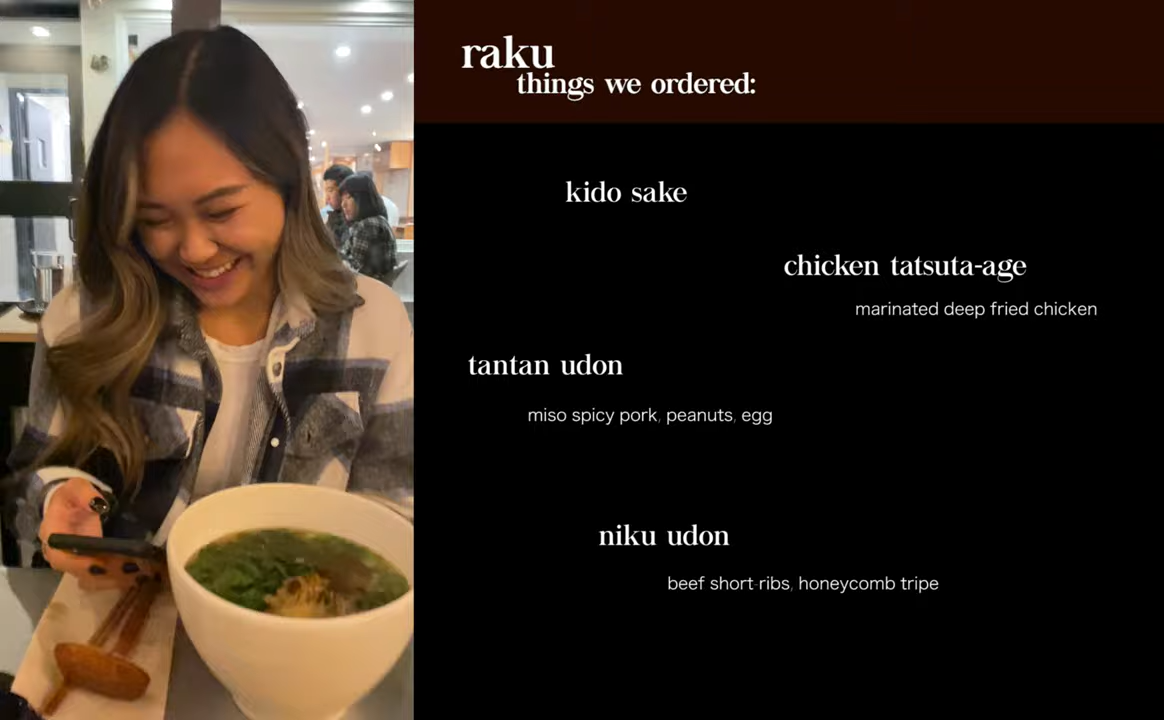 raku
things we ordered:
kido sake
chicken tatsuta-age
marinated deep fried chicken
tantan udon
miso spicy pork, peanuts, egg
niku udon
beef short ribs, honeycomb tripe